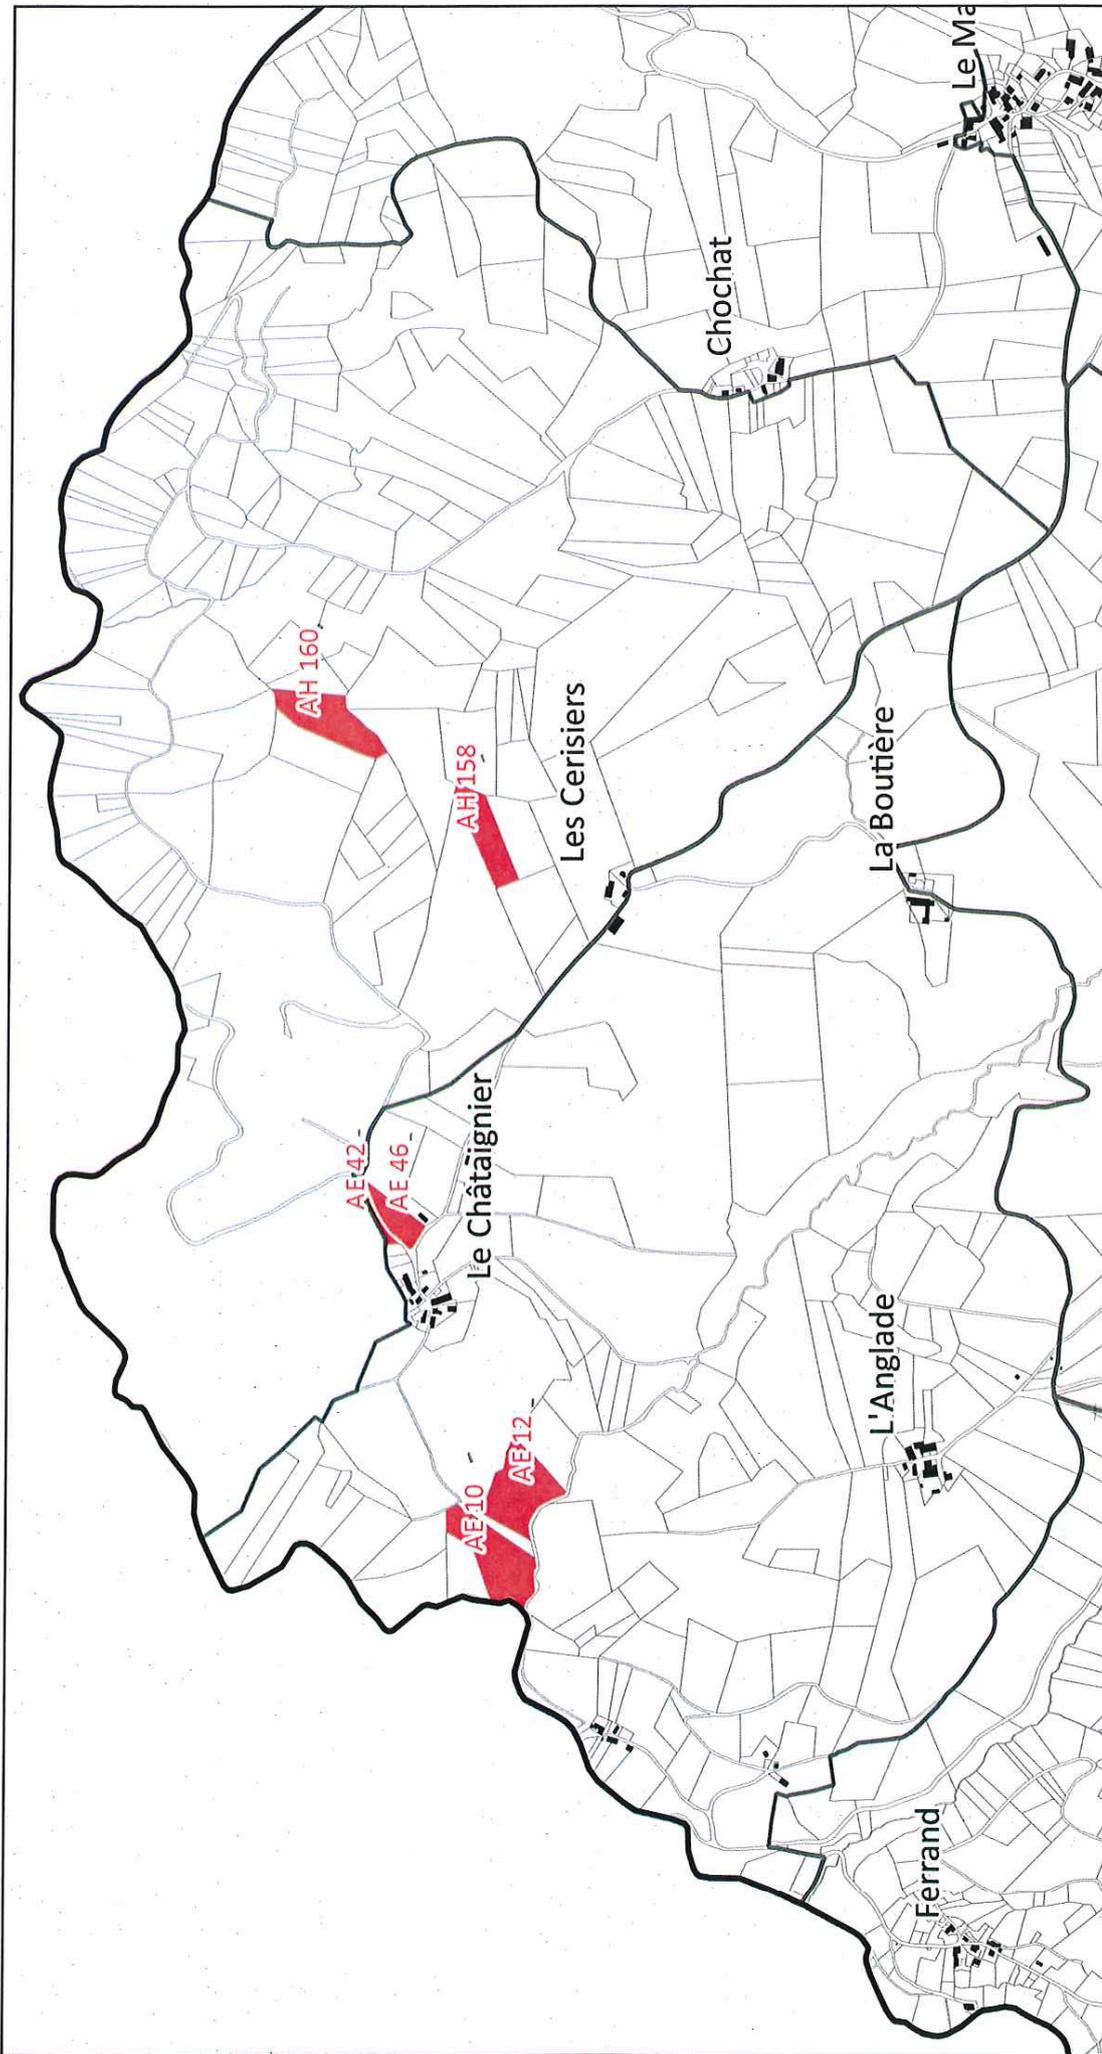 Ferrand
L'Anglade
La Boutière
Le Ma
AE 10
AE 12
AE 42
AE 46
Le Châtaignier
Les Cerisiers
AH 158
AH 160
Chochat